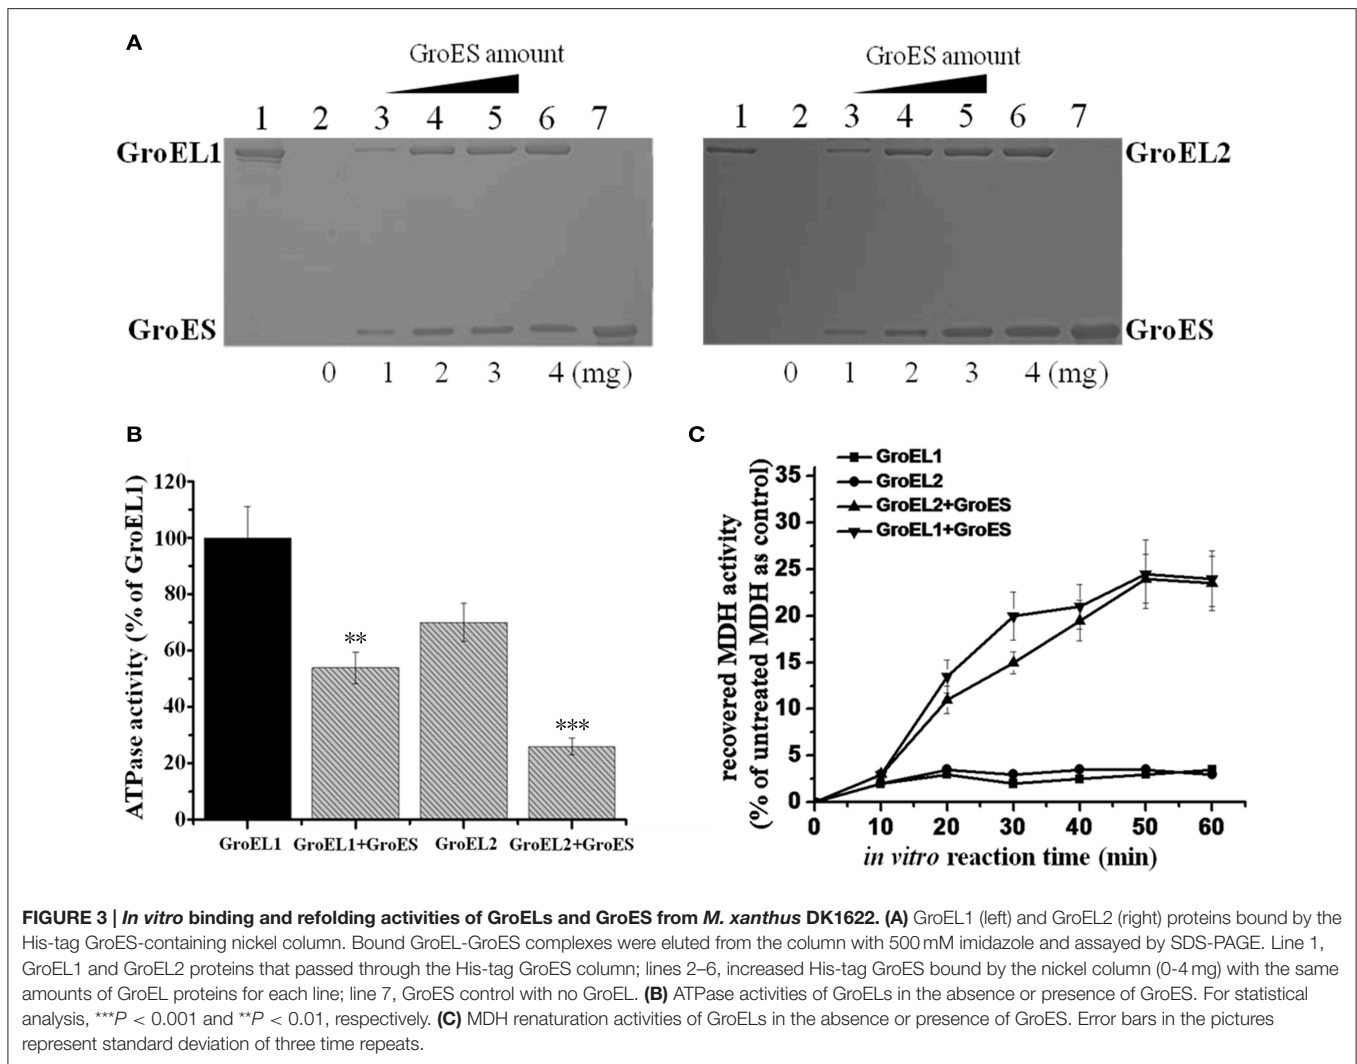 A
GroES amount
GroES amount
1 2 3 4 5 6 7
1 2 3 4 5 6 7
GroEL1
GroEL2
GroES
GroES
0 1 2 3 4 (mg)
0 1 2 3 4 (mg)
B
ATPase activity (% of GroEL1)
120
100
80
60
40
20
0
**
***
GroEL1 GroEL1+GroES GroEL2 GroEL2+GroES
C
recovered MDH activity
(% of untreated MDH as control)
GroEL1
GroEL2
GroEL2+GroES
GroEL1+GroES
35
30
25
20
15
10
5
0
0 10 20 30 40 50 60
in vitro reaction time (min)
FIGURE 3 | In vitro binding and refolding activities of GroELs and GroES from M. xanthus DK1622. (A) GroEL1 (left) and GroEL2 (right) proteins bound by the
His-tag GroES-containing nickel column. Bound GroEL-GroES complexes were eluted from the column with 500 mM imidazole and assayed by SDS-PAGE. Line 1,
GroEL1 and GroEL2 proteins that passed through the His-tag GroES column; lines 2–6, increased His-tag GroES bound by the nickel column (0-4 mg) with the same
amounts of GroEL proteins for each line; line 7, GroES control with no GroEL. (B) ATPase activities of GroELs in the absence or presence of GroES. For statistical
analysis, ***P < 0.001 and **P < 0.01, respectively. (C) MDH renaturation activities of GroELs in the absence or presence of GroES. Error bars in the pictures
represent standard deviation of three time repeats.